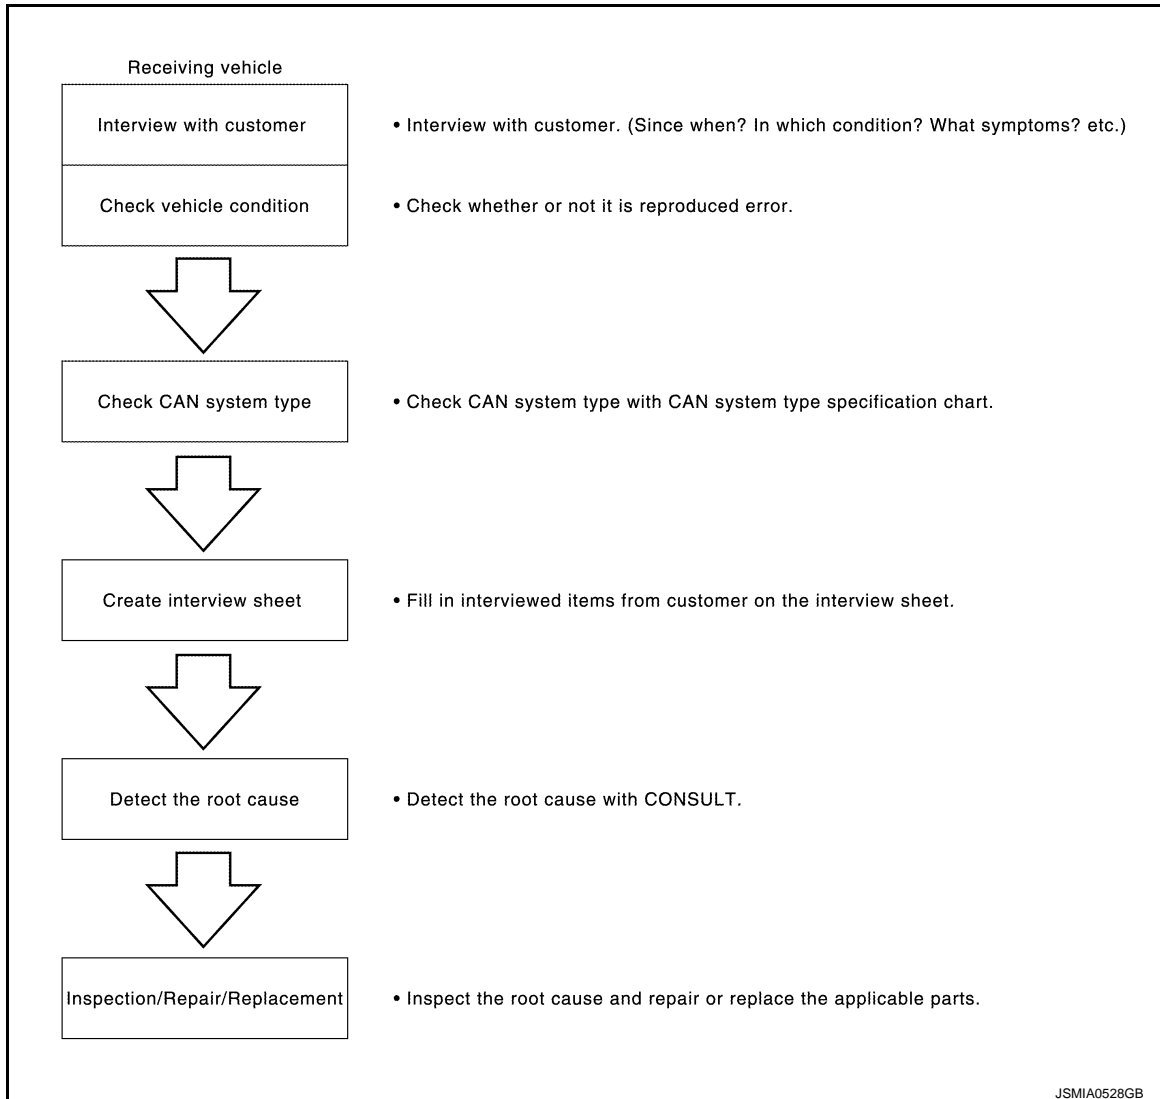 Receiving vehicle
Interview with customer
• Interview with customer. (Since when? In which condition? What symptoms? etc.)
Check vehicle condition
• Check whether or not it is reproduced error.
Check CAN system type
• Check CAN system type with CAN system type specification chart.
Create interview sheet
• Fill in interviewed items from customer on the interview sheet.
Detect the root cause
• Detect the root cause with CONSULT.
Inspection/Repair/Replacement
• Inspect the root cause and repair or replace the applicable parts.
JSMIA0528GB